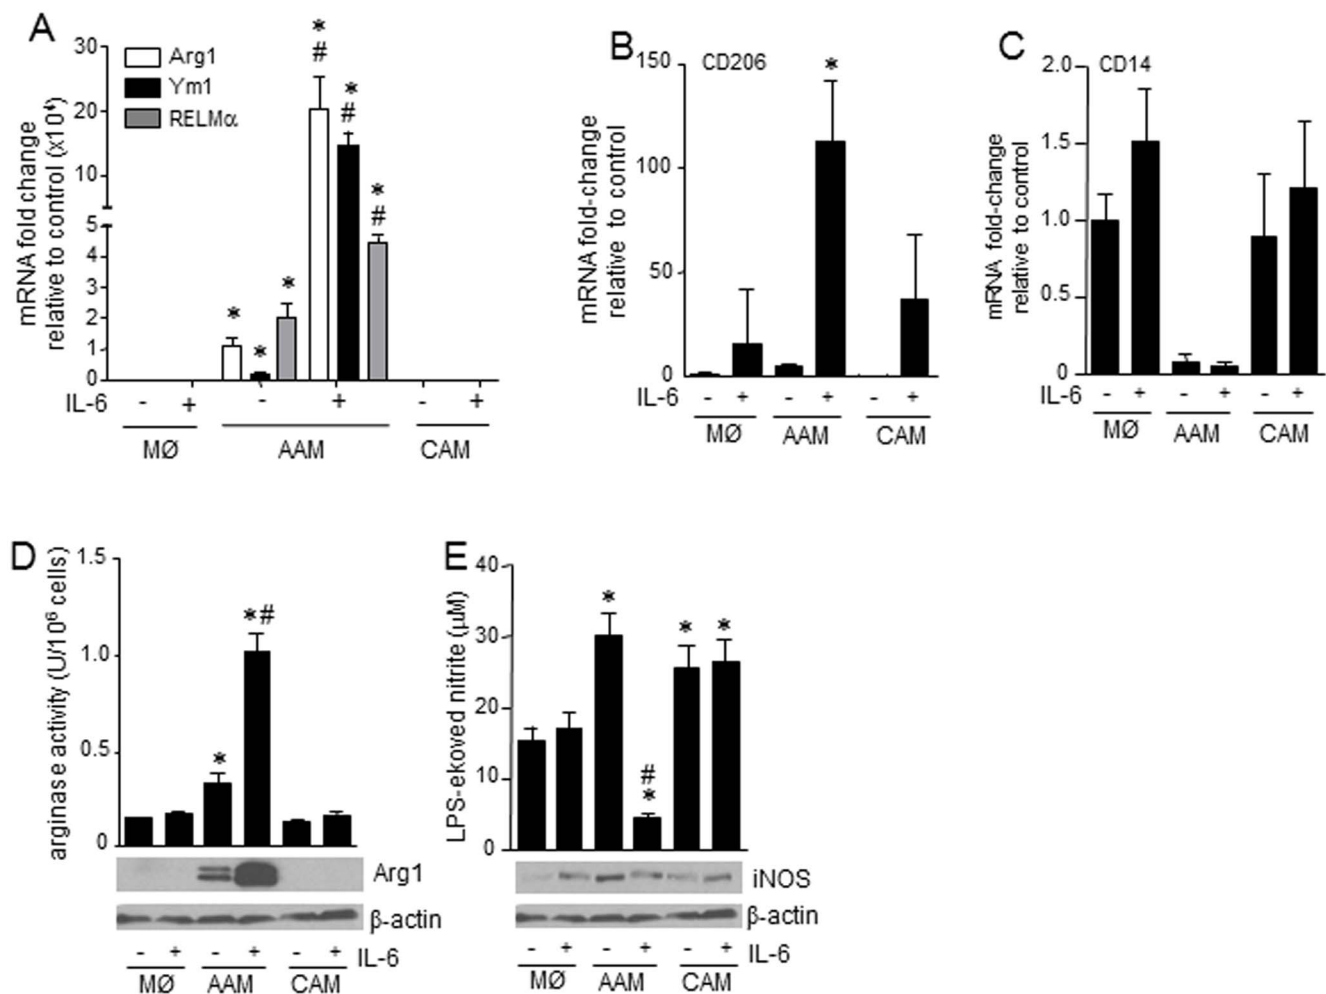 A
mRNA fold change
relative to control (x10⁴)
30
20
10
5
4
3
2
1
0
Arg1
Ym1
RELMα
*
#
*
#
*
#
*
*
*
IL-6 - + - + - +
MØ AAM CAM
B
CD206
mRNA fold-change
relative to control
150
100
50
0
*
IL-6 - + - + - +
MØ AAM CAM
C
CD14
mRNA fold-change
relative to control
2.0
1.5
1.0
0.5
0
IL-6 - + - + - +
MØ AAM CAM
D
arginase activity (U/10⁶ cells)
1.5
1.0
0.5
0
*
*#
Arg1
β-actin
- + - + - + IL-6
MØ AAM CAM
E
LPS-ekoved nitrite (μM)
40
30
20
10
0
*
#
*
*
*
iNOS
β-actin
- + - + - + IL-6
MØ AAM CAM